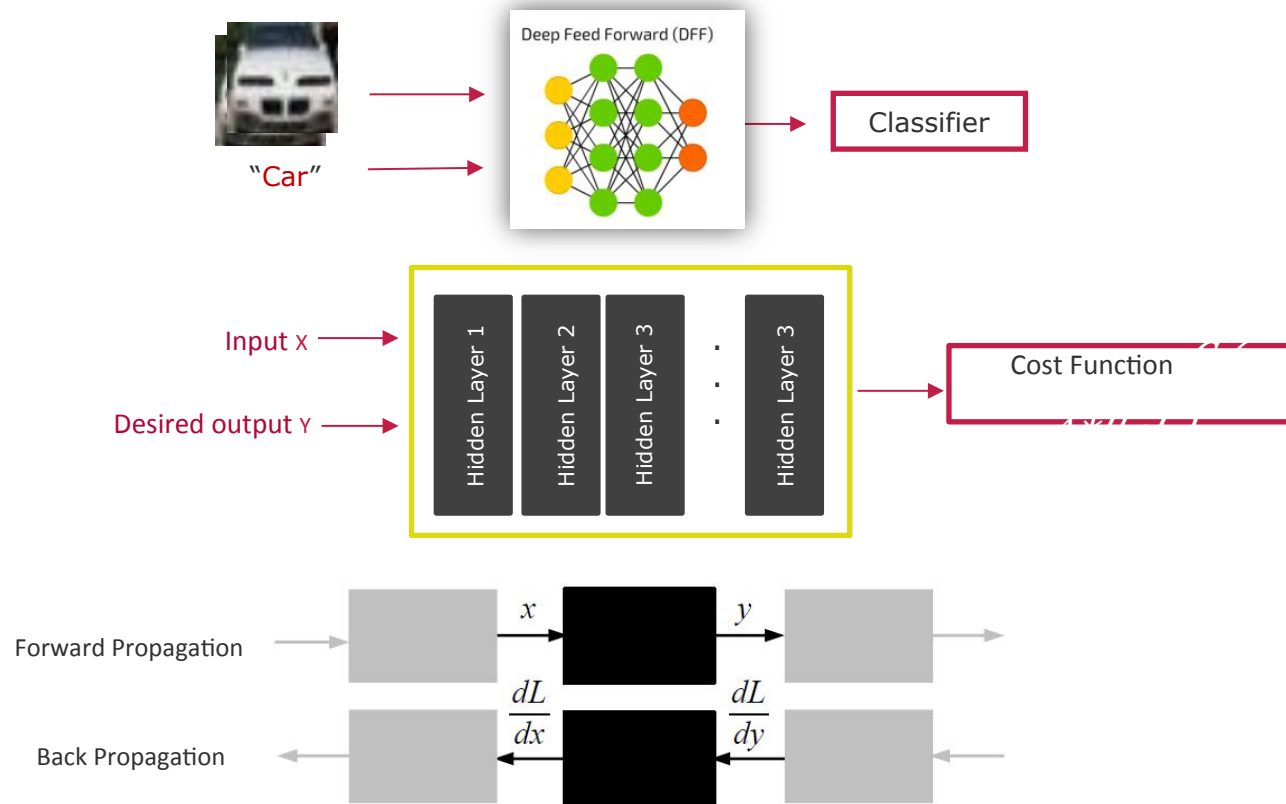 Deep Feed Forward (DFF)
Classifier
“Car”
Input X
Desired output Y
Hidden Layer 1
Hidden Layer 2
Hidden Layer 3
.
.
.
Hidden Layer 3
Cost Function
Forward Propagation
x
y
dL
dx
dL
dy
Back Propagation